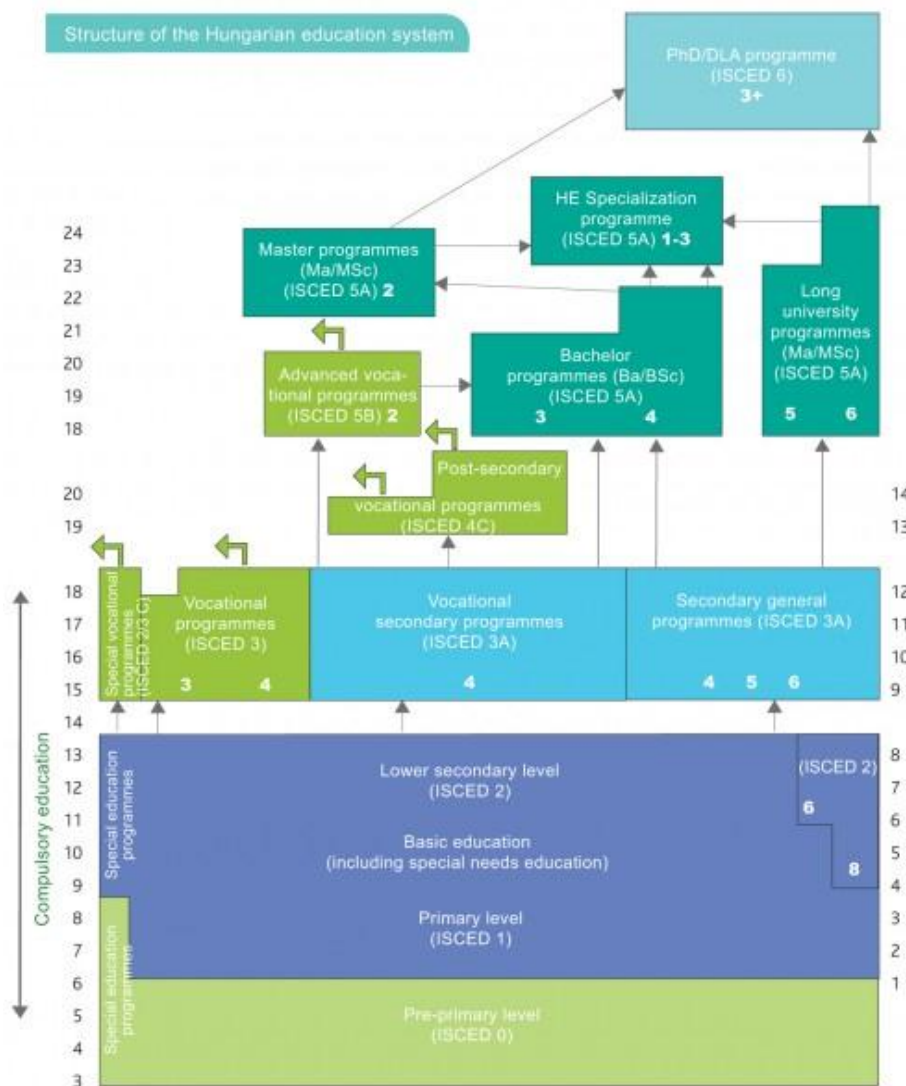 Structure of the Hungarian education system
PhD/DLA programme
(ISCED 6)
3+
HE Specialization
programme
(ISCED 5A) 1-3
Master programmes
(Ma/MSc)
(ISCED 5A) 2
Long
university
programmes
(Ma/MSc)
(ISCED 5A)
5 6
Bachelor
programmes (Ba/BSc)
(ISCED 5A)
3 4
Advanced voca-
tional programmes
(ISCED 5B) 2
24
23
22
21
20
19
18
Post-secondary
vocational programmes
(ISCED 4C)
20
19
14
13
Special vocational
programmes
(ISCED 2/3 C)
Vocational
programmes
(ISCED 3)
3 4
Vocational
secondary programmes
(ISCED 3A)
4
Secondary general
programmes (ISCED 3A)
4 5 6
18
17
16
15
14
12
11
10
9
Compulsory education
Special education
programmes
Lower secondary level
(ISCED 2)
(ISCED 2)
6
8
Basic education
(including special needs education)
Primary level
(ISCED 1)
Special education
programmes
Pre-primary level
(ISCED 0)
13
12
11
10
9
8
7
6
5
4
3
8
7
6
5
4
3
2
1